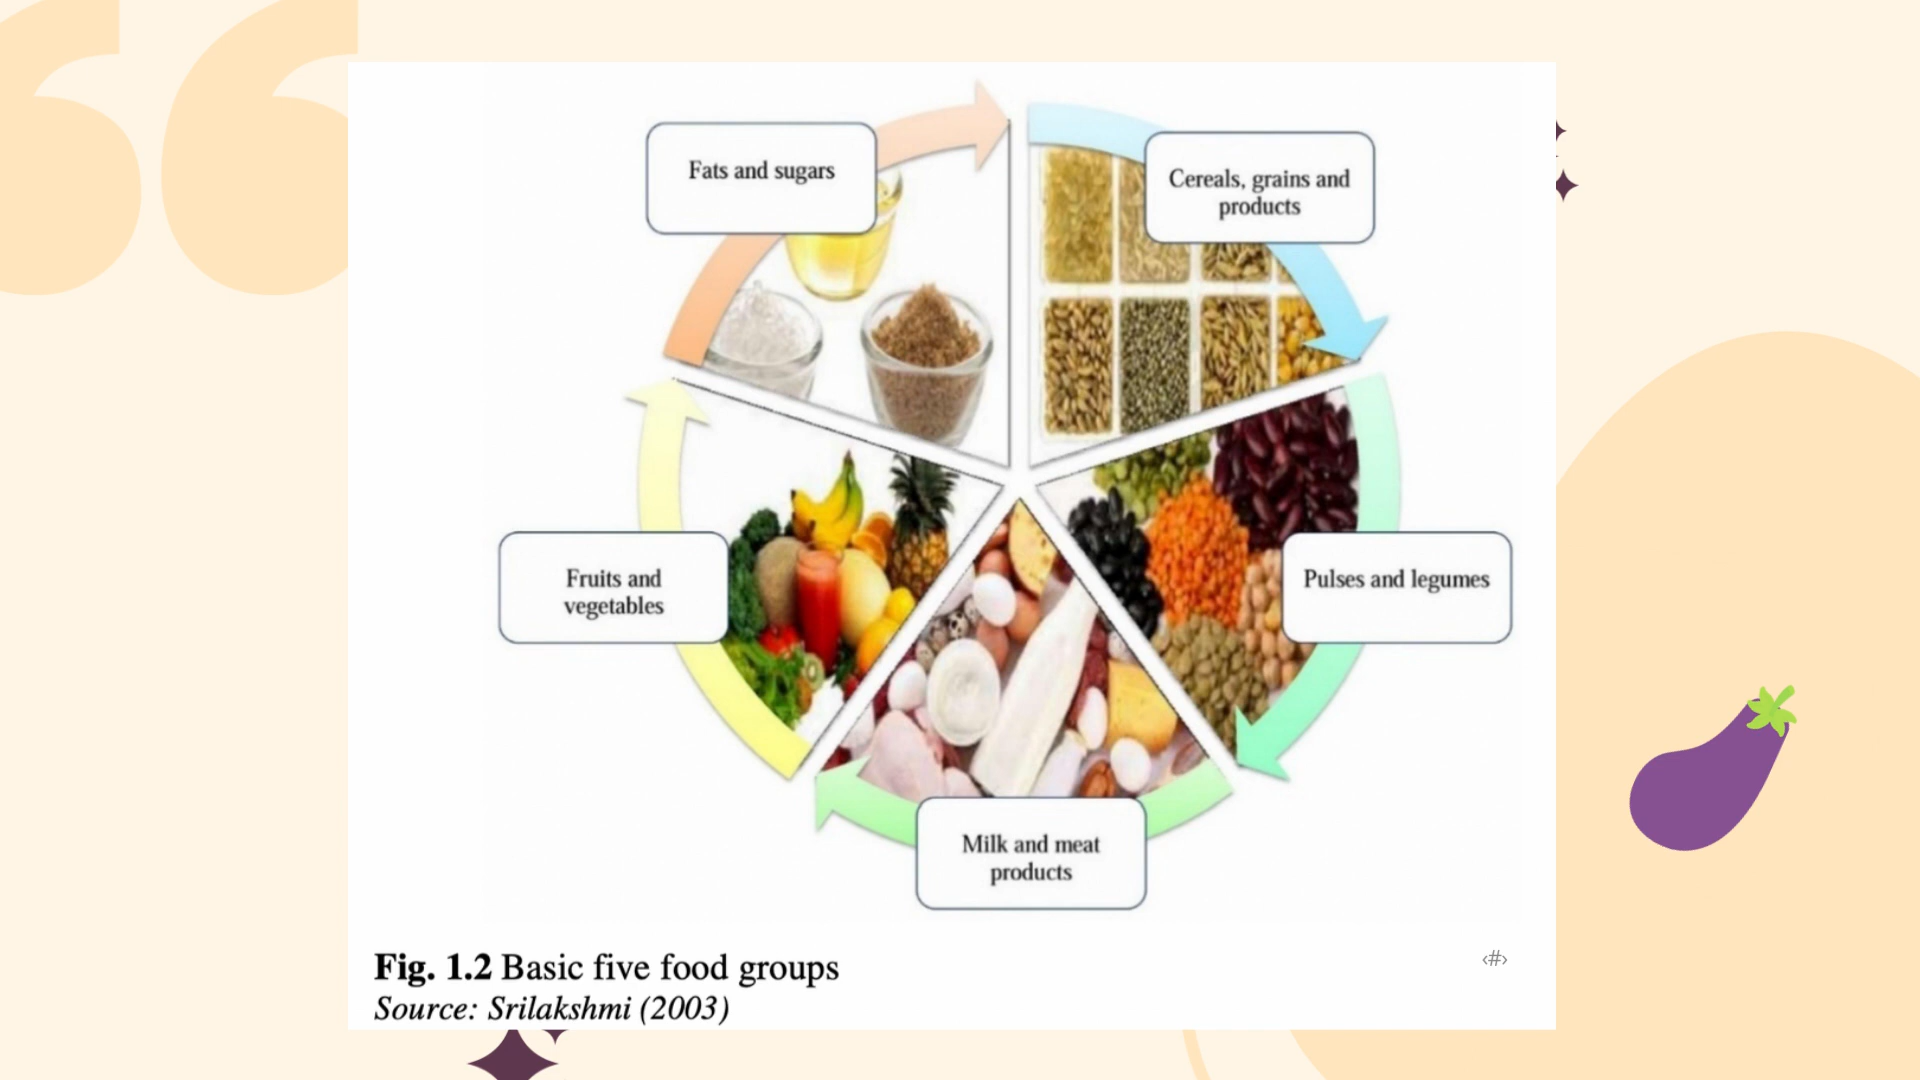 Fats and sugars
Cereals, grains and
products
Fruits and
vegetables
Pulses and legumes
Milk and meat
products
Fig. 1.2 Basic five food groups
Source: Srilakshmi (2003)
‹#›